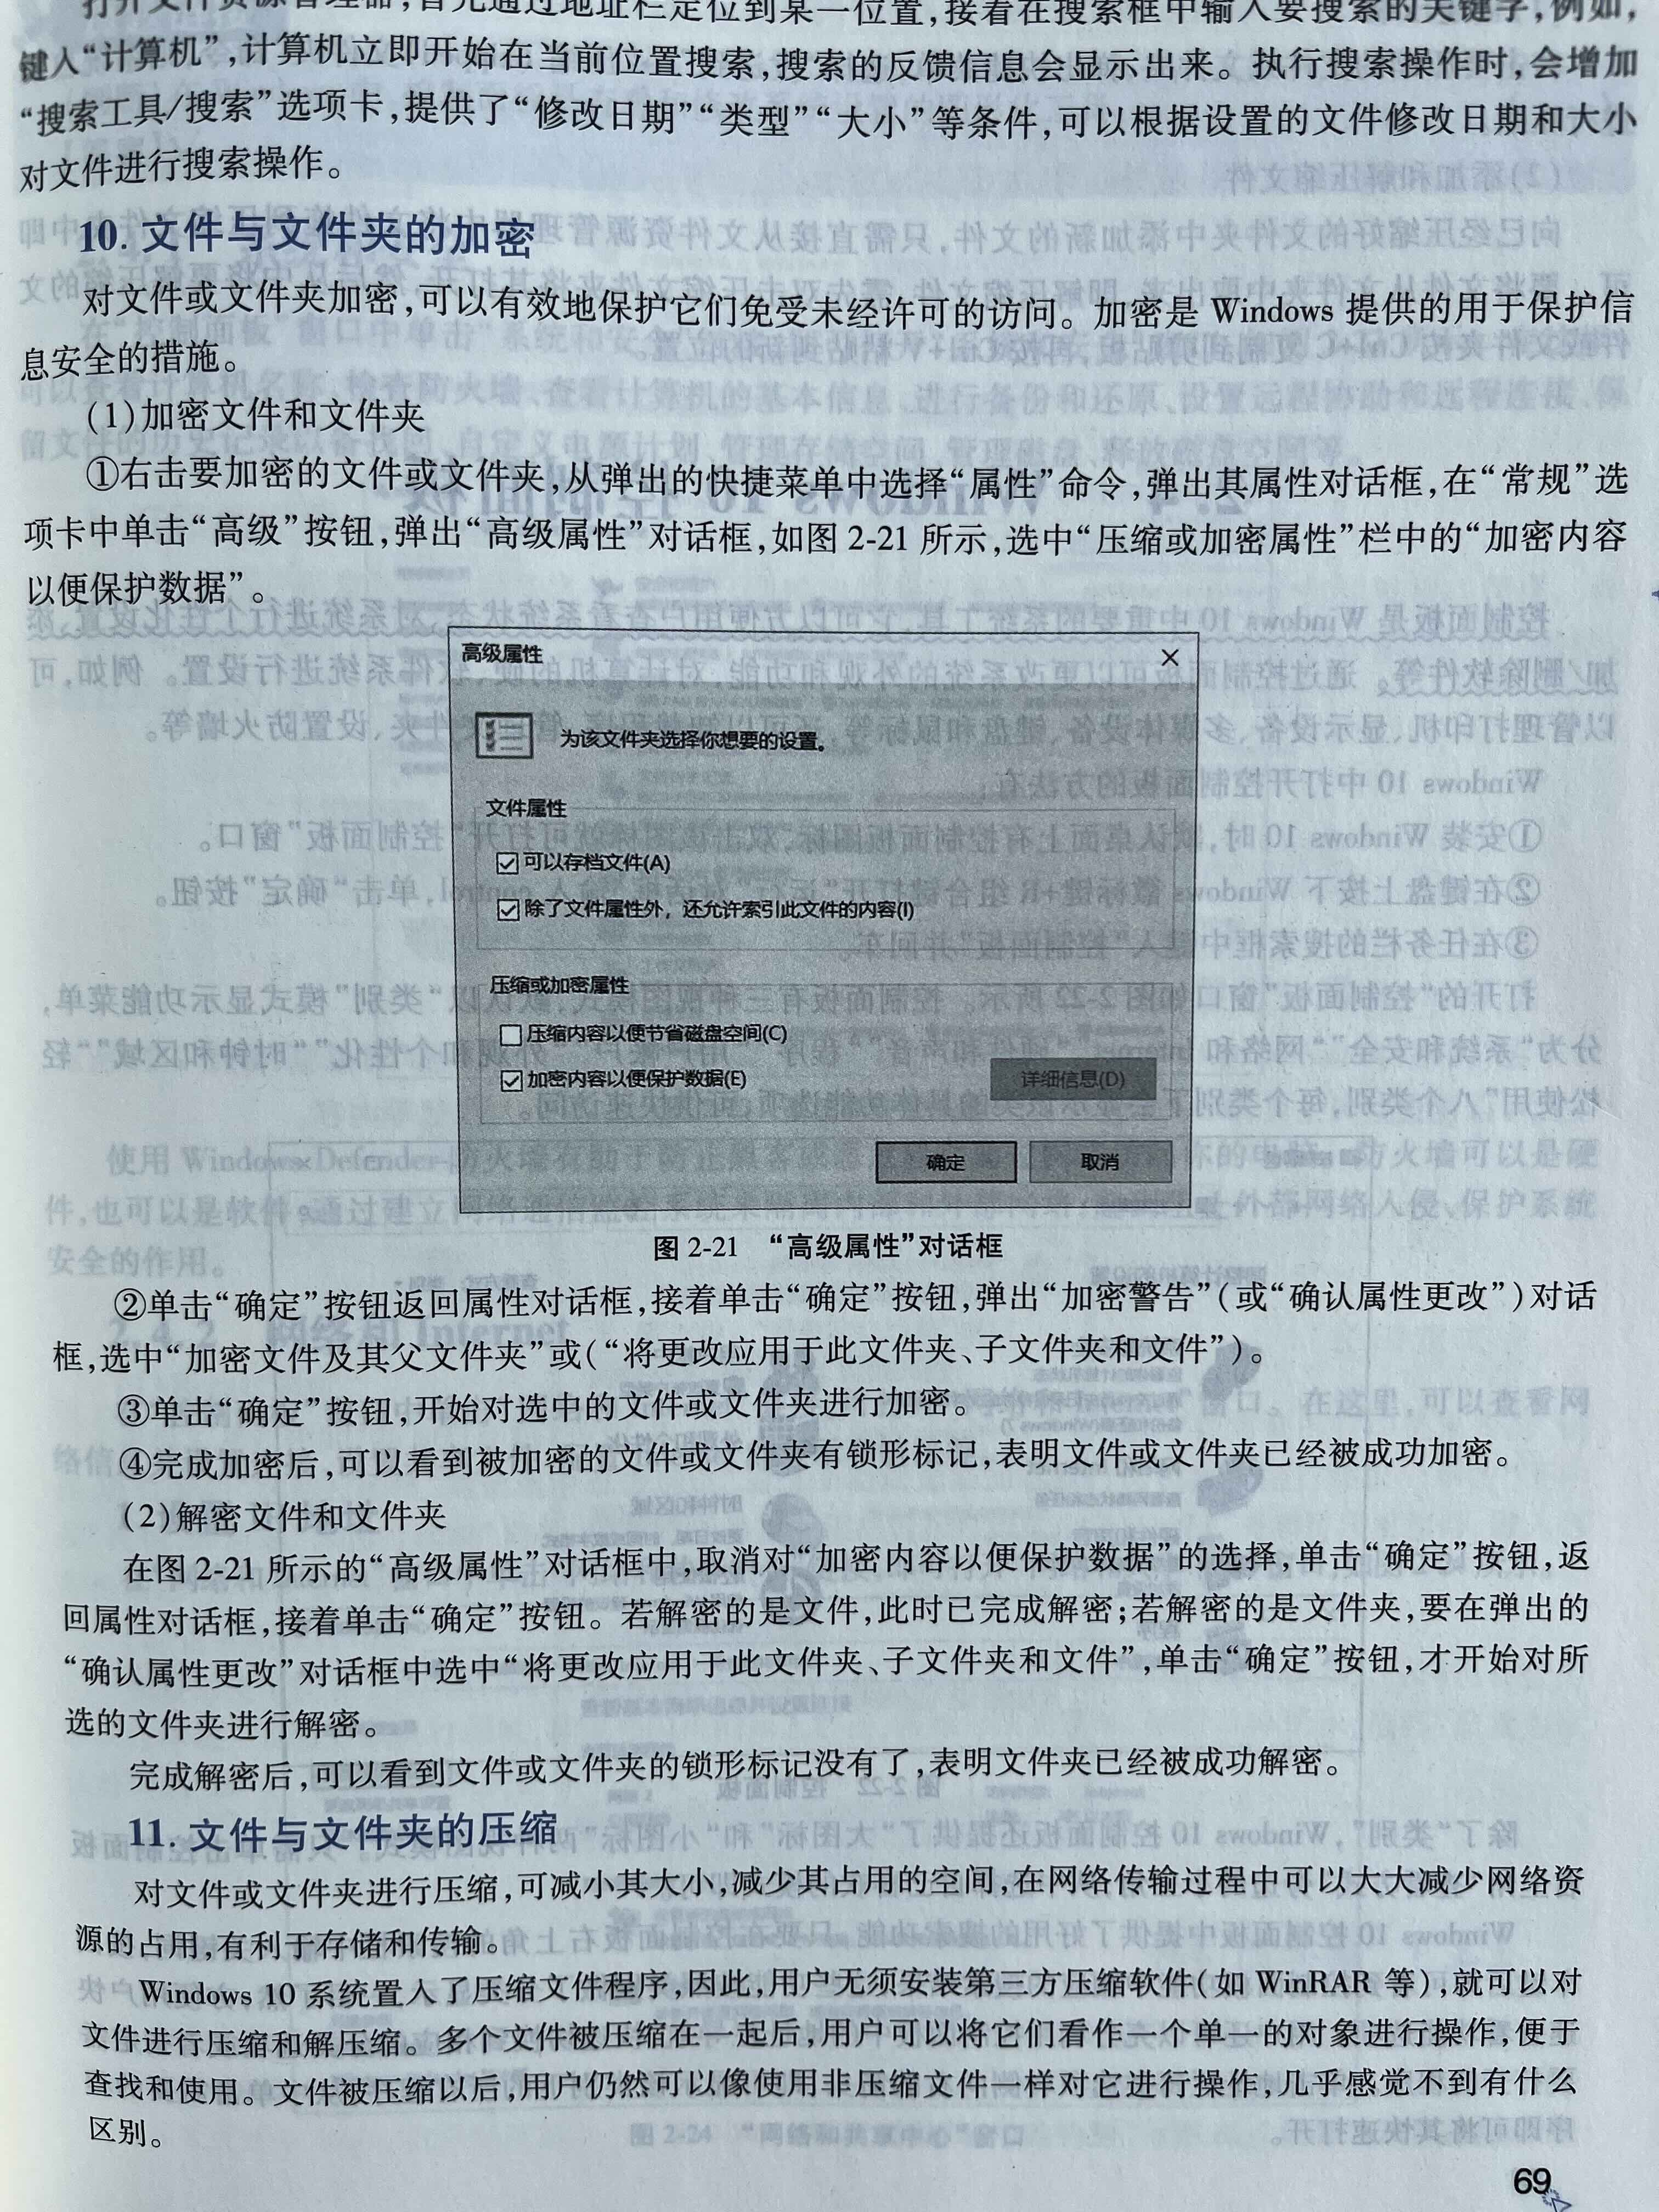 打开文件资源管理器,首先通过地址栏定位到某一位置,接着在搜索框中输入要搜索的关键字,例如,
键入“计算机”,计算机立即开始在当前位置搜索,搜索的反馈信息会显示出来。执行搜索操作时,会增加
“搜索工具/搜索”选项卡,提供了“修改日期”“类型”“大小”等条件,可以根据设置的文件修改日期和大小
对文件进行搜索操作。
10. 文件与文件夹的加密
对文件或文件夹加密,可以有效地保护它们免受未经许可的访问。加密是 Windows 提供的用于保护信
息安全的措施。
(1)加密文件和文件夹
①右击要加密的文件或文件夹,从弹出的快捷菜单中选择“属性”命令,弹出其属性对话框,在“常规”选
项卡中单击“高级”按钮,弹出“高级属性”对话框,如图 2-21 所示,选中“压缩或加密属性”栏中的“加密内容
以便保护数据”。
高级属性
为该文件夹选择你想要的设置。
文件属性
可以存档文件(A)
除了文件属性外，还允许索引此文件的内容(I)
压缩或加密属性
压缩内容以便节省磁盘空间(C)
加密内容以便保护数据(E)
详细信息(D)
确定 取消
图 2-21 “高级属性”对话框
②单击“确定”按钮返回属性对话框,接着单击“确定”按钮,弹出“加密警告”(或“确认属性更改”)对话
框,选中“加密文件及其父文件夹”或(“将更改应用于此文件夹、子文件夹和文件”)。
③单击“确定”按钮,开始对选中的文件或文件夹进行加密。
④完成加密后,可以看到被加密的文件或文件夹有锁形标记,表明文件或文件夹已经被成功加密。
(2)解密文件和文件夹
在图 2-21 所示的“高级属性”对话框中,取消对“加密内容以便保护数据”的选择,单击“确定”按钮,返
回属性对话框,接着单击“确定”按钮。若解密的是文件,此时已完成解密;若解密的是文件夹,要在弹出的
“确认属性更改”对话框中选中“将更改应用于此文件夹、子文件夹和文件”,单击“确定”按钮,才开始对所
选的文件夹进行解密。
完成解密后,可以看到文件或文件夹的锁形标记没有了,表明文件夹已经被成功解密。
11. 文件与文件夹的压缩
对文件或文件夹进行压缩,可减小其大小,减少其占用的空间,在网络传输过程中可以大大减少网络资
源的占用,有利于存储和传输。
Windows 10 系统置入了压缩文件程序,因此,用户无须安装第三方压缩软件(如 WinRAR 等),就可以对
文件进行压缩和解压缩。多个文件被压缩在一起后,用户可以将它们看作一个单一的对象进行操作,便于
查找和使用。文件被压缩以后,用户仍然可以像使用非压缩文件一样对它进行操作,几乎感觉不到有什么
区别。
69